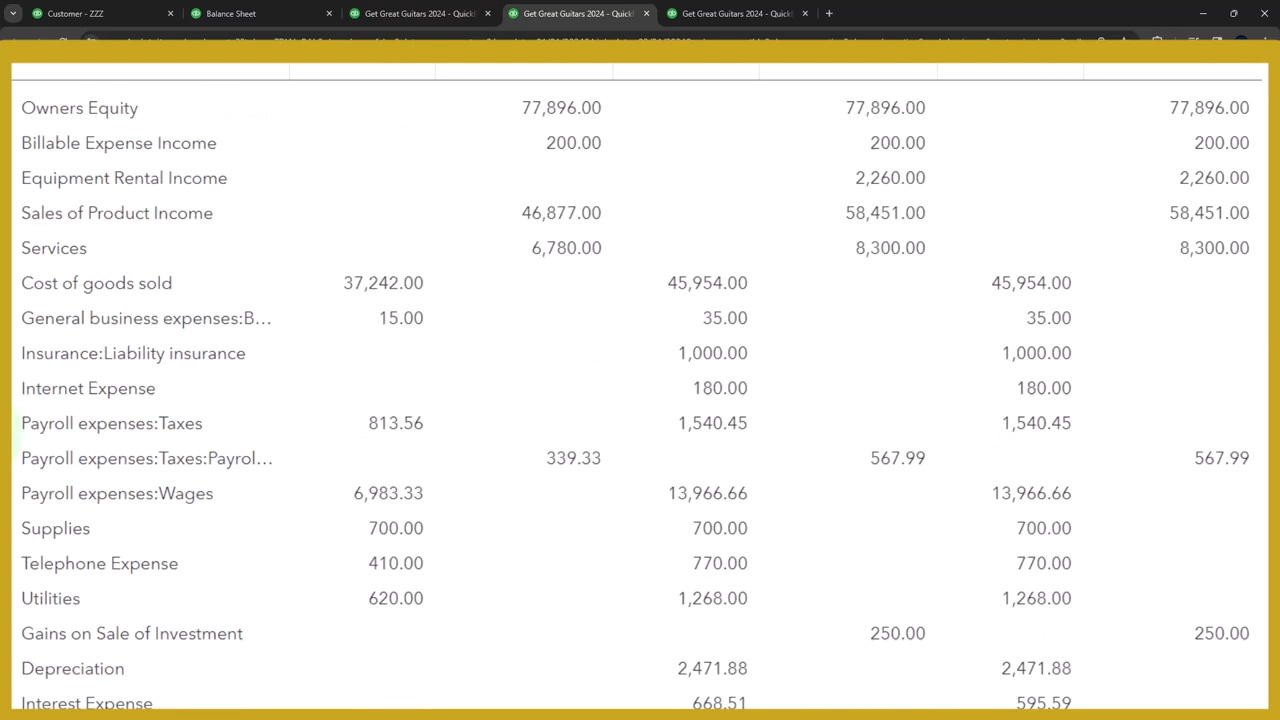 Customer - ZZZ
Balance Sheet
Get Great Guitars 2024 - Quick
Get Great Guitars 2024 - Quick
Get Great Guitars 2024 - Quick
Owners Equity 77,896.00 77,896.00 77,896.00
Billable Expense Income 200.00 200.00 200.00
Equipment Rental Income 2,260.00 2,260.00
Sales of Product Income 46,877.00 58,451.00 58,451.00
Services 6,780.00 8,300.00 8,300.00
Cost of goods sold 37,242.00 45,954.00 45,954.00
General business expenses:B... 15.00 35.00 35.00
Insurance:Liability insurance 1,000.00 1,000.00
Internet Expense 180.00 180.00
Payroll expenses:Taxes 813.56 1,540.45 1,540.45
Payroll expenses:Taxes:Payrol... 339.33 567.99 567.99
Payroll expenses:Wages 6,983.33 13,966.66 13,966.66
Supplies 700.00 700.00 700.00
Telephone Expense 410.00 770.00 770.00
Utilities 620.00 1,268.00 1,268.00
Gains on Sale of Investment 250.00 250.00
Depreciation 2,471.88 2,471.88
Interest Expense 668.51 595.59